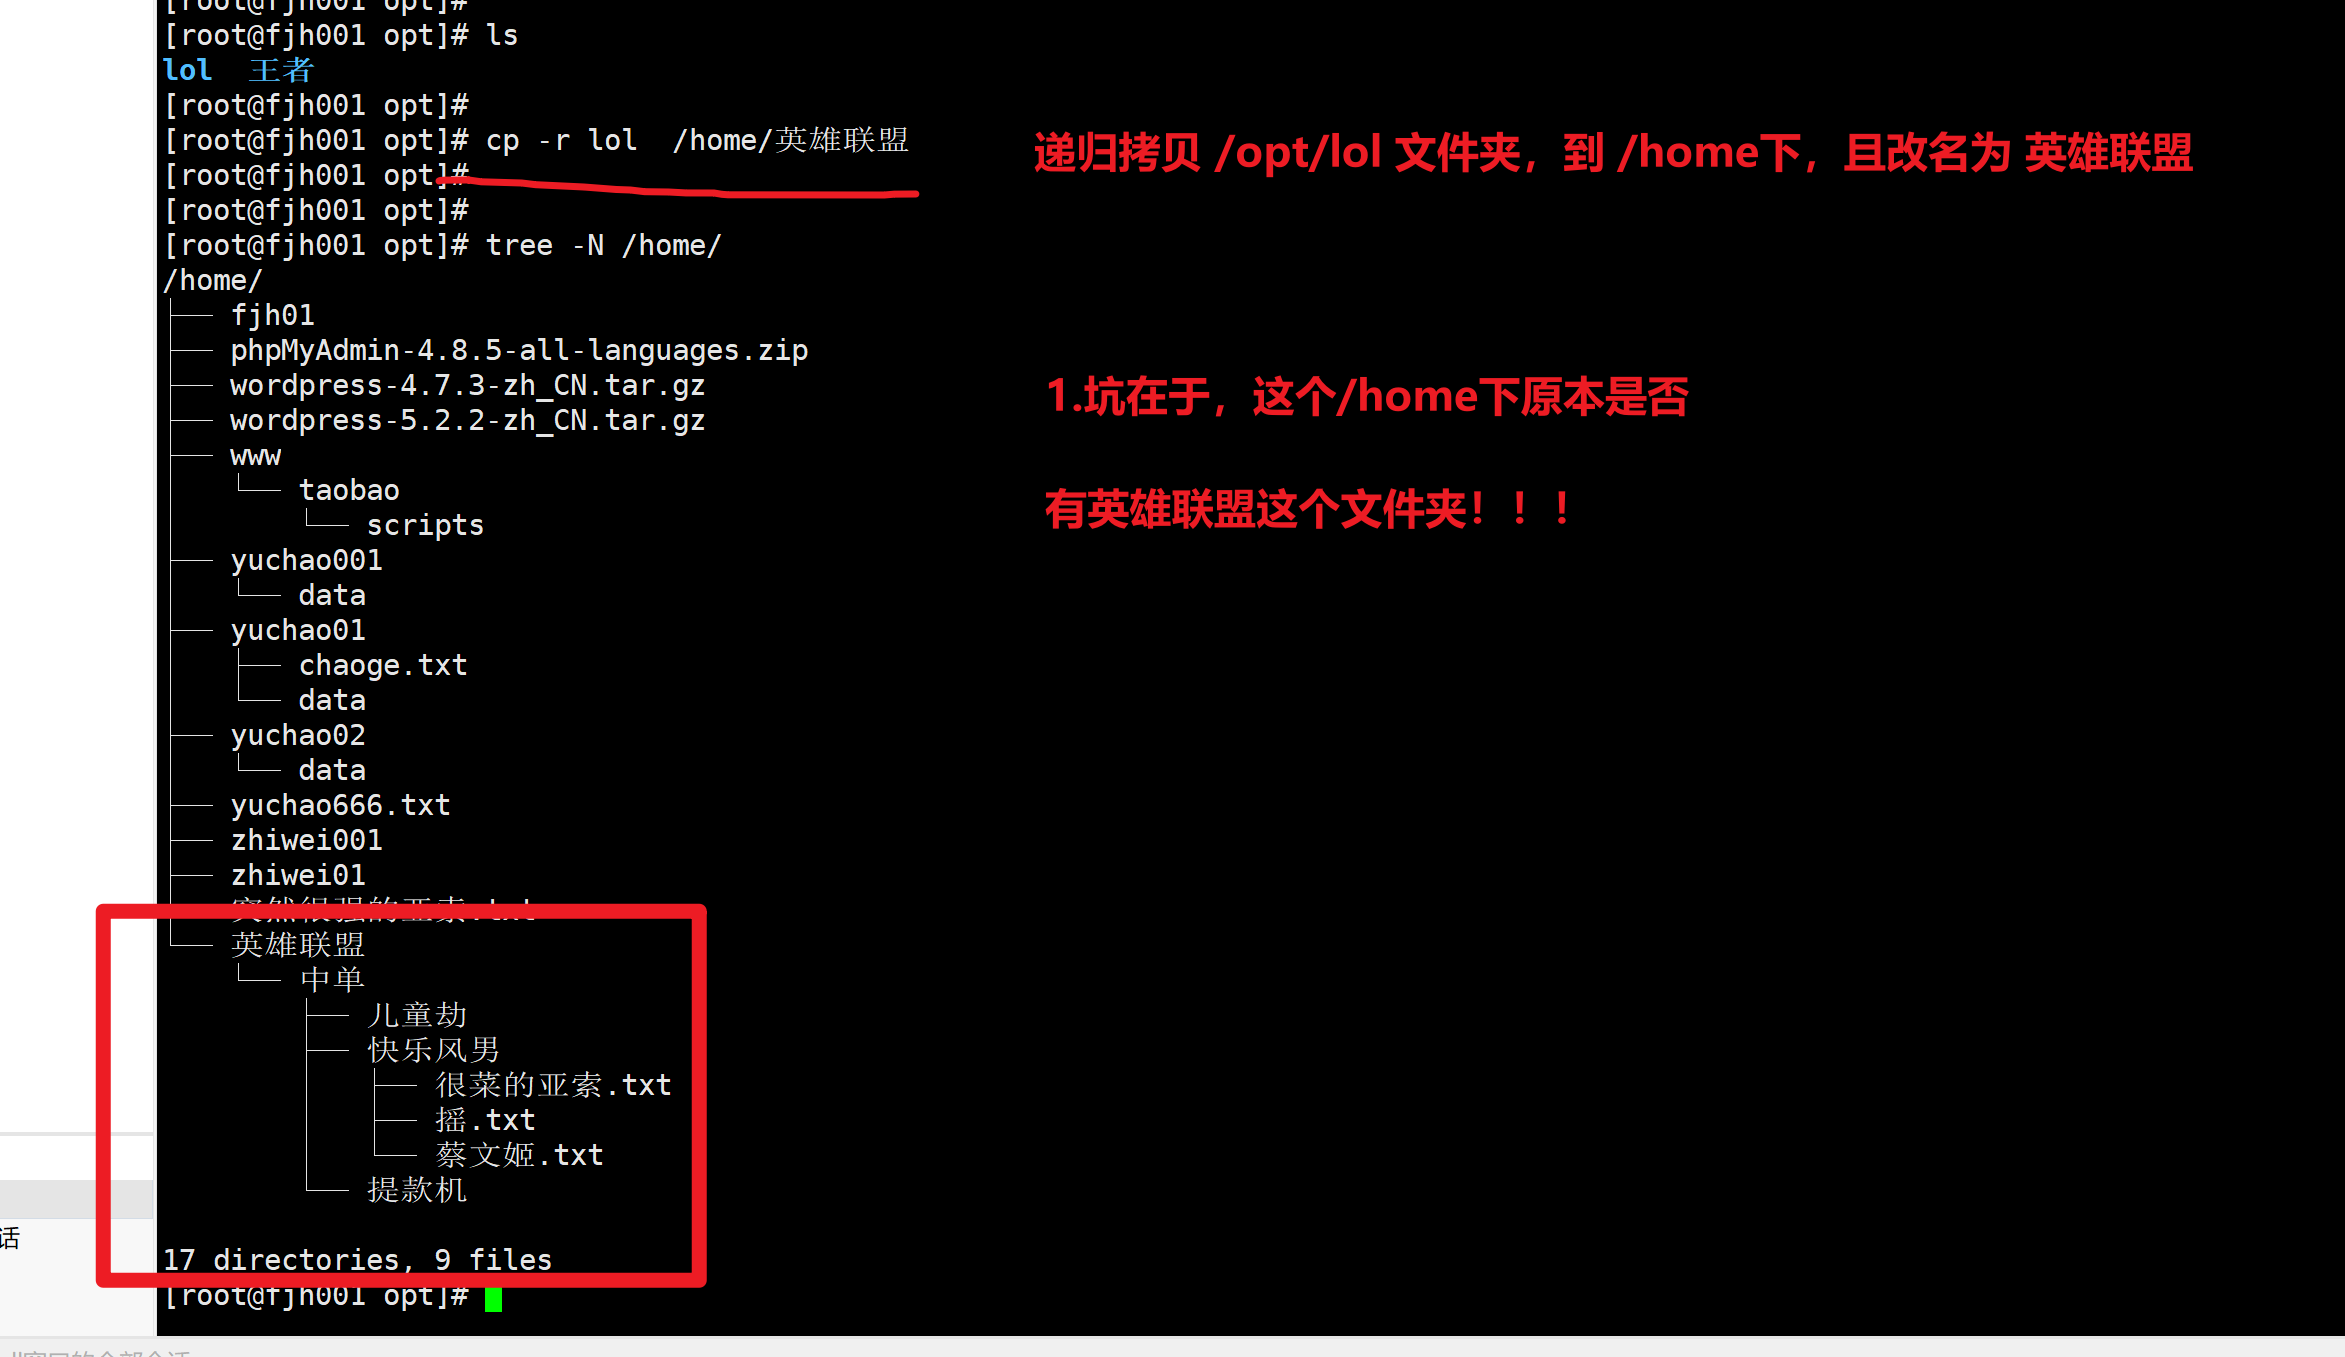 [root@fjh001 opt]#
[root@fjh001 opt]# ls
lol  王者
[root@fjh001 opt]#
[root@fjh001 opt]# cp -r lol  /home/英雄联盟
递归拷贝 /opt/lol 文件夹，到 /home下，且改名为 英雄联盟
[root@fjh001 opt]#
[root@fjh001 opt]#
[root@fjh001 opt]# tree -N /home/
/home/
├── fjh01
├── phpMyAdmin-4.8.5-all-languages.zip
├── wordpress-4.7.3-zh_CN.tar.gz
1.坑在于，这个/home下原本是否
├── wordpress-5.2.2-zh_CN.tar.gz
├── www
│   └── taobao
有英雄联盟这个文件夹！！！
│       └── scripts
├── yuchao001
│   └── data
├── yuchao01
│   ├── chaoge.txt
│   └── data
├── yuchao02
│   └── data
├── yuchao666.txt
├── zhiwei001
├── zhiwei01
├── 突然很强的亚索.txt
└── 英雄联盟
    └── 中单
        ├── 儿童劫
        ├── 快乐风男
        │   ├── 很菜的亚索.txt
        │   ├── 摇.txt
        │   └── 蔡文姬.txt
        └── 提款机
话
17 directories, 9 files
[root@fjh001 opt]#